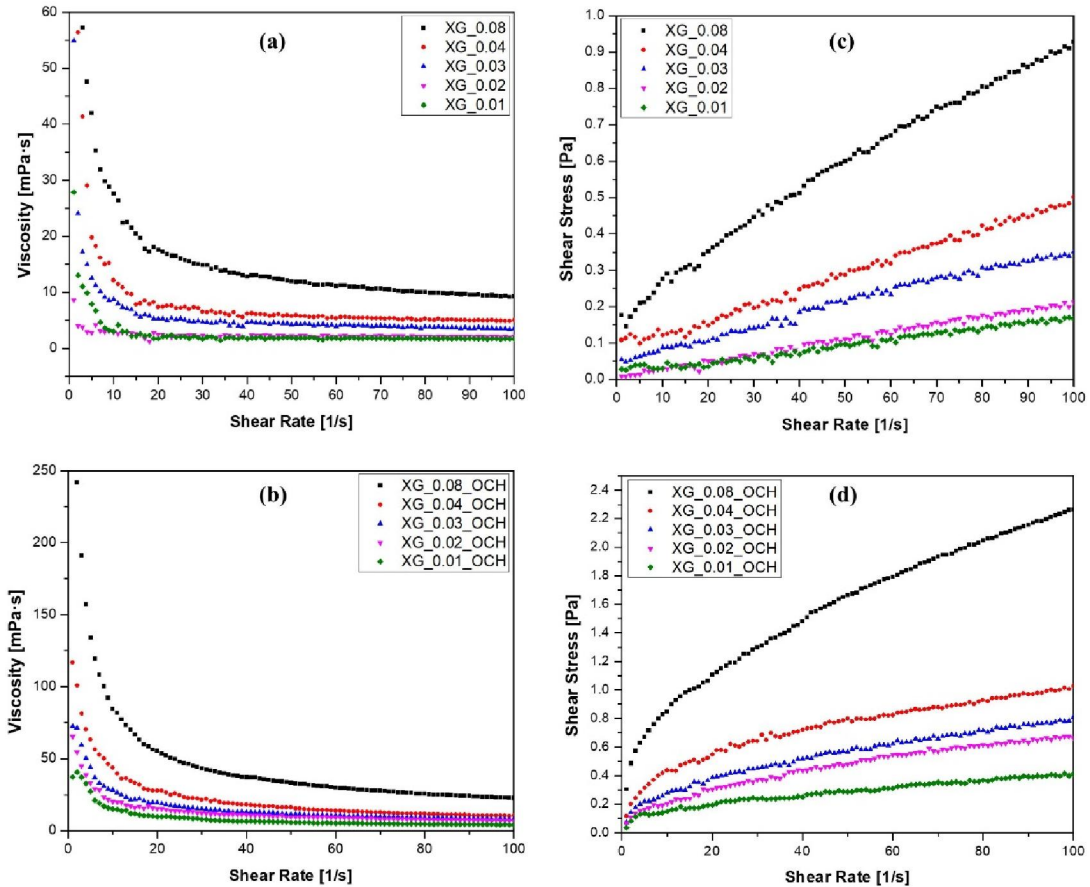 (a)
XG_0.08
XG_0.04
XG_0.03
XG_0.02
XG_0.01
Viscosity [mPa·s]
60
50
40
30
20
10
0
0 10 20 30 40 50 60 70 80 90 100
Shear Rate [1/s]
(c)
XG_0.08
XG_0.04
XG_0.03
XG_0.02
XG_0.01
Shear Stress [Pa]
1.0
0.9
0.8
0.7
0.6
0.5
0.4
0.3
0.2
0.1
0.0
0 10 20 30 40 50 60 70 80 90 100
Shear Rate [1/s]
(b)
XG_0.08_OCH
XG_0.04_OCH
XG_0.03_OCH
XG_0.02_OCH
XG_0.01_OCH
Viscosity [mPa·s]
250
200
150
100
50
0
0 20 40 60 80 100
Shear Rate [1/s]
(d)
XG_0.08_OCH
XG_0.04_OCH
XG_0.03_OCH
XG_0.02_OCH
XG_0.01_OCH
Shear Stress [Pa]
2.4
2.2
2.0
1.8
1.6
1.4
1.2
1.0
0.8
0.6
0.4
0.2
0.0
0 20 40 60 80 100
Shear Rate [1/s]